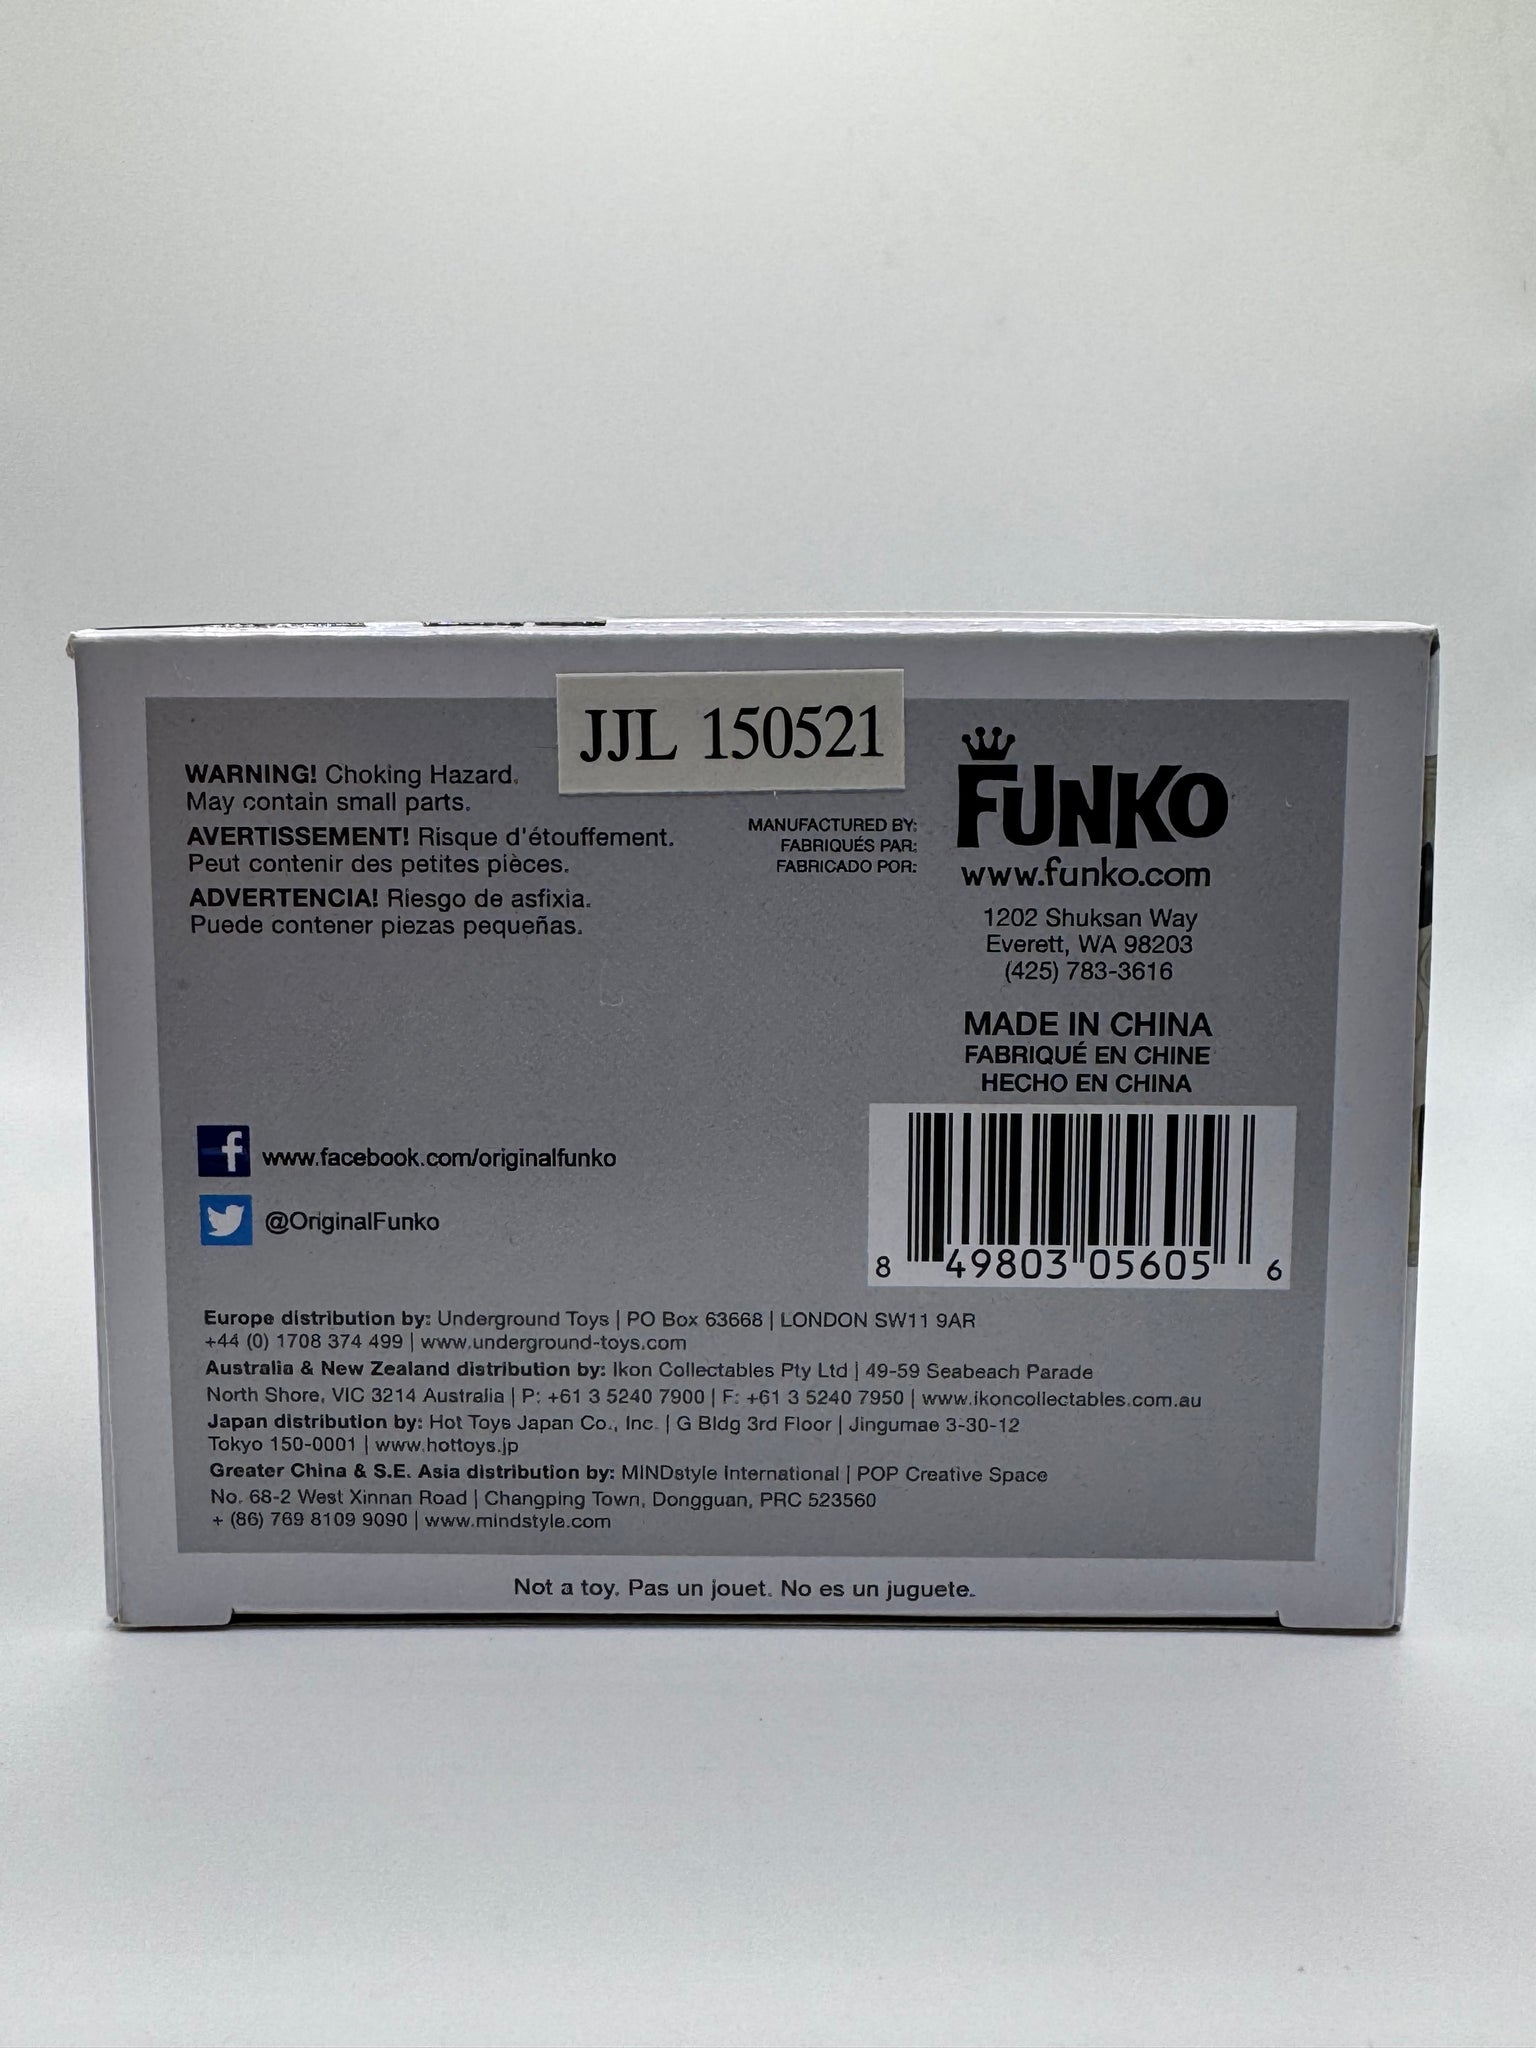 JJL 150521
WARNING! Choking Hazard.
May contain small parts.
AVERTISSEMENT! Risque d'étouffement.
Peut contenir des petites pièces.
ADVERTENCIA! Riesgo de asfixia.
Puede contener piezas pequeñas.
MANUFACTURED BY:
FABRIQUÉS PAR:
FABRICADO POR:
FUNKO
www.funko.com
1202 Shuksan Way
Everett, WA 98203
(425) 783-3616
MADE IN CHINA
FABRIQUÉ EN CHINE
HECHO EN CHINA
f www.facebook.com/originalfunko
@OriginalFunko
8 49803 05605 6
Europe distribution by: Underground Toys | PO Box 63668 | LONDON SW11 9AR
+44 (0) 1708 374 499 | www.underground-toys.com
Australia & New Zealand distribution by: Ikon Collectables Pty Ltd | 49-59 Seabeach Parade
North Shore, VIC 3214 Australia | P: +61 3 5240 7900 | F: +61 3 5240 7950 | www.ikoncollectables.com.au
Japan distribution by: Hot Toys Japan Co., Inc. | G Bldg 3rd Floor | Jingumae 3-30-12
Tokyo 150-0001 | www.hottoys.jp
Greater China & S.E. Asia distribution by: MINDstyle International | POP Creative Space
No. 68-2 West Xinnan Road | Changping Town, Dongguan, PRC 523560
+ (86) 769 8109 9090 | www.mindstyle.com
Not a toy. Pas un jouet. No es un juguete.